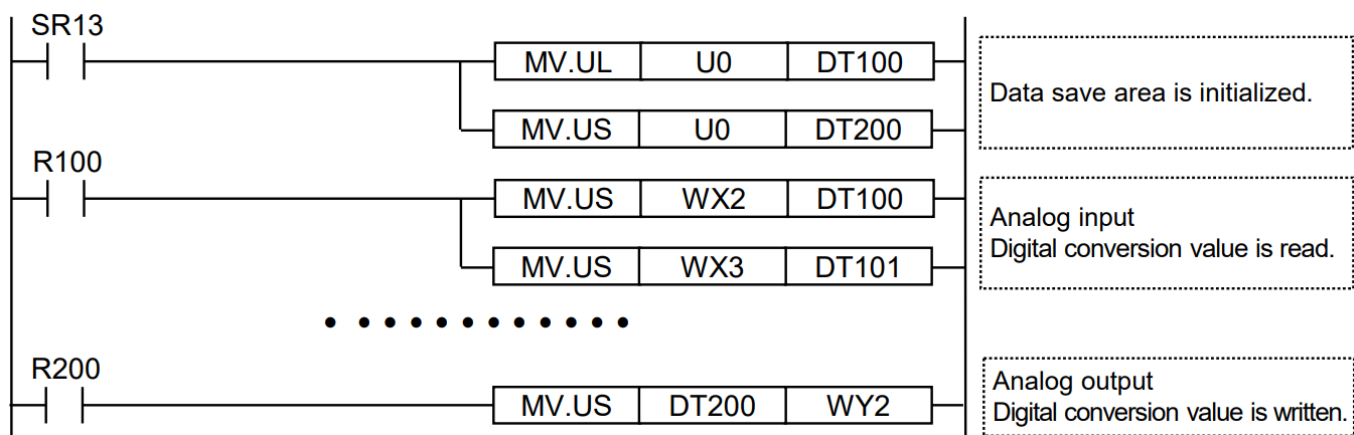 SR13
MV.UL U0 DT100
Data save area is initialized.
MV.US U0 DT200
R100
MV.US WX2 DT100
Analog input
Digital conversion value is read.
MV.US WX3 DT101
R200
MV.US DT200 WY2
Analog output
Digital conversion value is written.